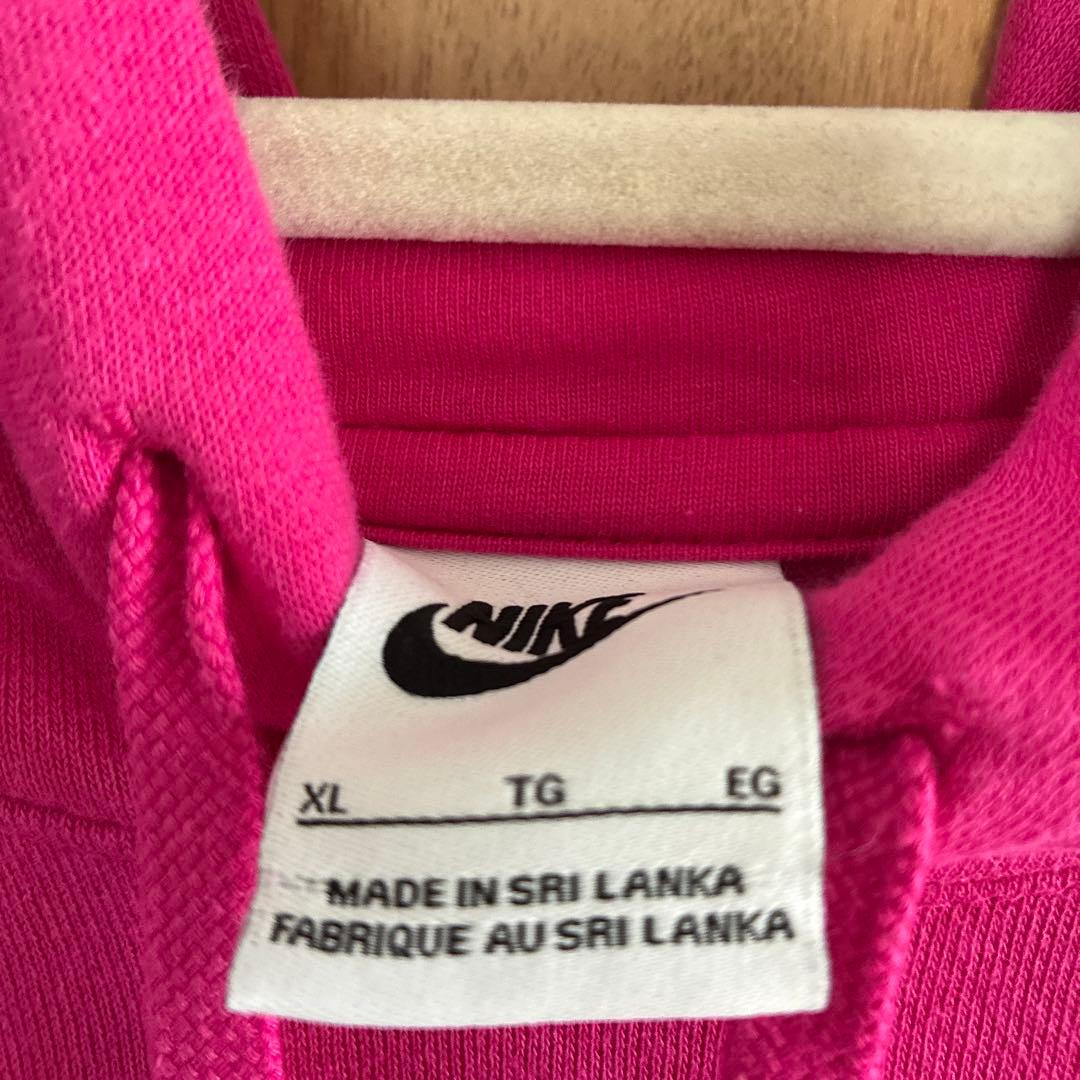 NIKE
XL TG EG
MADE IN SRI LANKA
FABRIQUE AU SRI LANKA